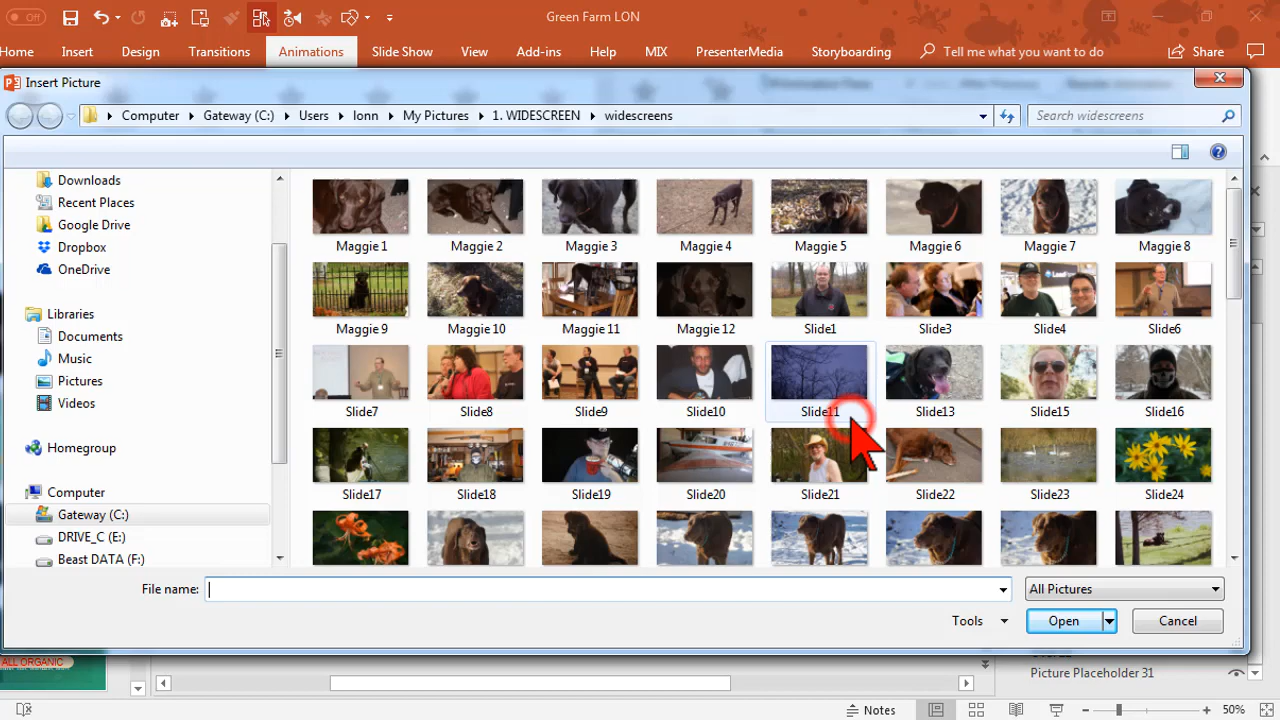 Off
Green Farm LON
Home Insert Design Transitions Animations Slide Show View Add-ins Help MIX PresenterMedia Storyboarding Tell me what you want to do Share
Insert Picture
Computer Gateway (C:) Users lonn My Pictures 1. WIDESCREEN widescreens
Search widescreens
Downloads
Recent Places
Google Drive
Dropbox
OneDrive
Libraries
Documents
Music
Pictures
Videos
Homegroup
Computer
Gateway (C:)
DRIVE_C (E:)
Beast DATA (F:)
Maggie 1 Maggie 2 Maggie 3 Maggie 4 Maggie 5 Maggie 6 Maggie 7 Maggie 8
Maggie 9 Maggie 10 Maggie 11 Maggie 12 Slide1 Slide3 Slide4 Slide6
Slide7 Slide8 Slide9 Slide10 Slide11 Slide13 Slide15 Slide16
Slide17 Slide18 Slide19 Slide20 Slide21 Slide22 Slide23 Slide24
File name: All Pictures
Tools Open Cancel
ALL ORGANIC
Picture Placeholder 31
Notes 50%